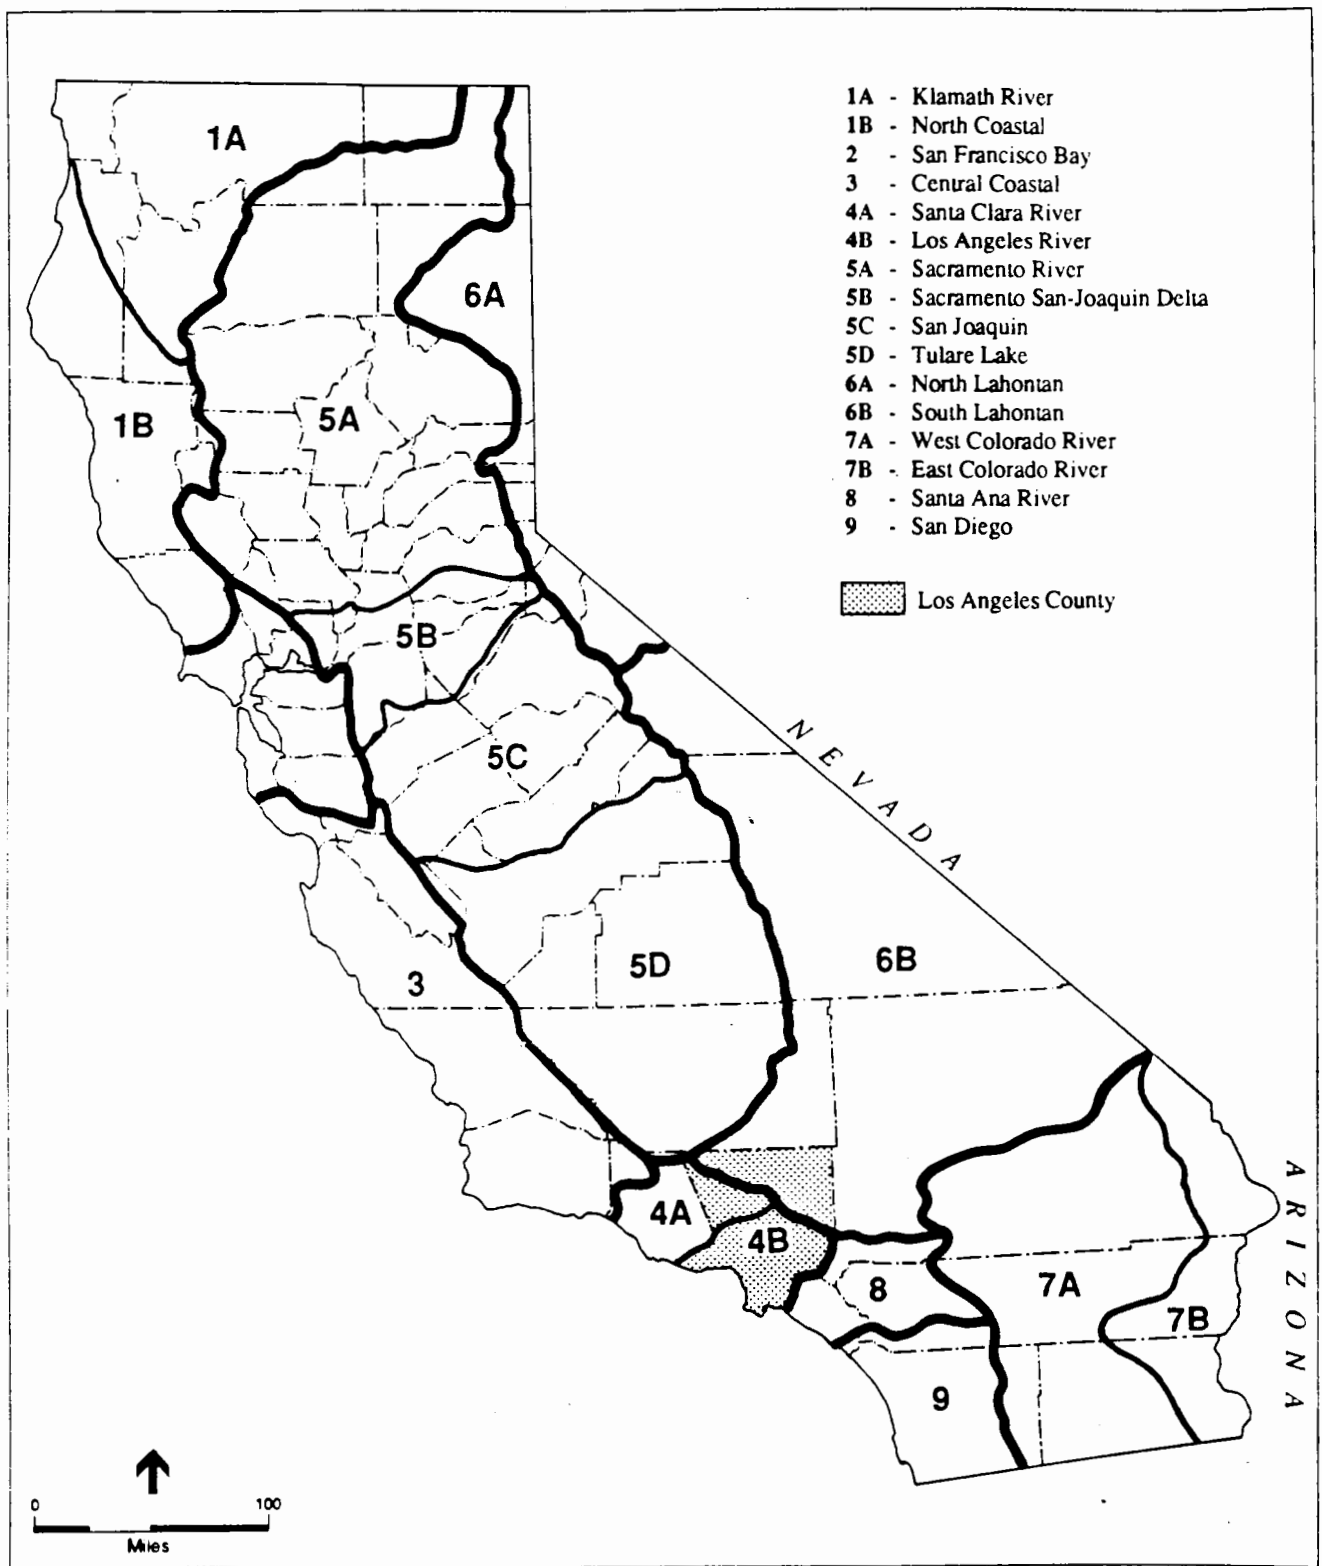 1A - Klamath River
1B - North Coastal
2 - San Francisco Bay
3 - Central Coastal
4A - Santa Clara River
4B - Los Angeles River
5A - Sacramento River
5B - Sacramento San-Joaquin Delta
5C - San Joaquin
5D - Tulare Lake
6A - North Lahontan
6B - South Lahontan
7A - West Colorado River
7B - East Colorado River
8 - Santa Ana River
9 - San Diego
Los Angeles County
1A
6A
1B
5A
5B
5C
NEVADA
3
5D
6B
4A
4B
8
7A
7B
9
ARIZONA
0 100
Miles